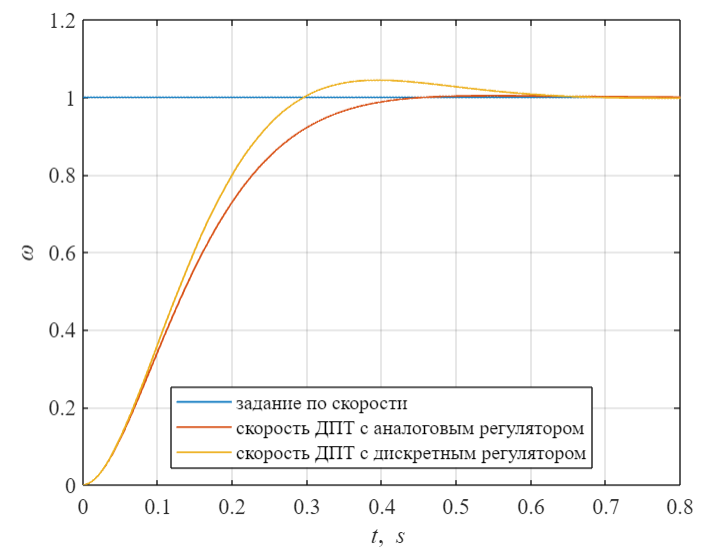 1.2
1
0.8
0.6
0.4
0.2
0
ω
задание по скорости
скорость ДПТ с аналоговым регулятором
скорость ДПТ с дискретным регулятором
0 0.1 0.2 0.3 0.4 0.5 0.6 0.7 0.8
t, s